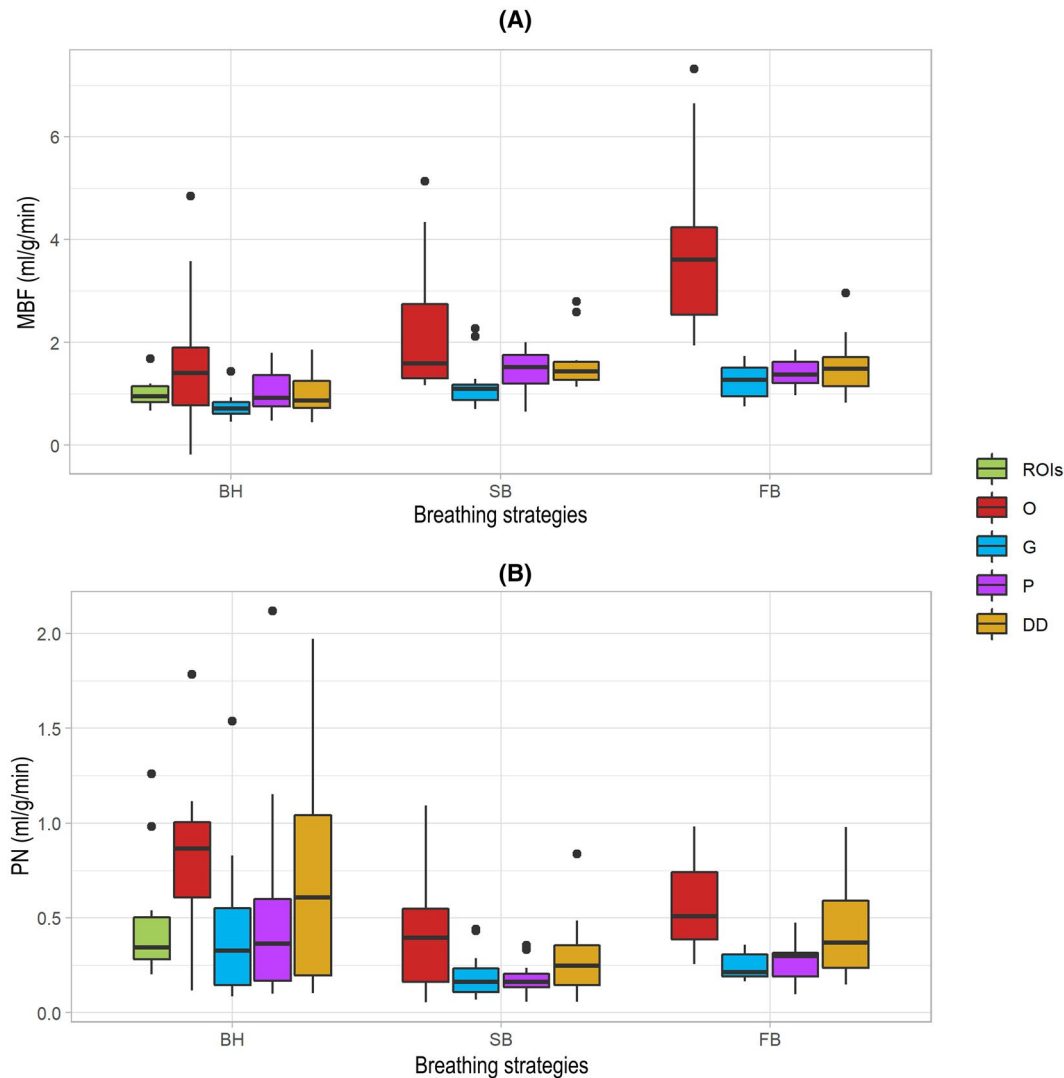 (A)
MBF (ml/g/min)
6
4
2
0
BH SB FB
Breathing strategies
ROIs
O
G
P
DD
(B)
PN (ml/g/min)
2.0
1.5
1.0
0.5
0.0
BH SB FB
Breathing strategies